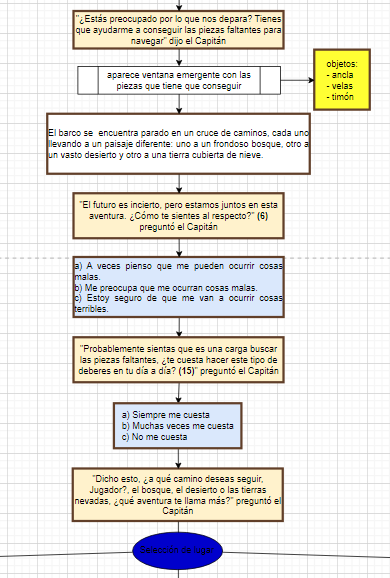 "¿Estás preocupado por lo que nos depara? Tienes
que ayudarme a conseguir las piezas faltantes para
navegar" dijo el Capitán
aparece ventana emergente con las
piezas que tiene que conseguir
objetos:
- ancla
- velas
- timón
El barco se encuentra parado en un cruce de caminos, cada uno
llevando a un paisaje diferente: uno a un frondoso bosque, otro a
un vasto desierto y otro a una tierra cubierta de nieve.
"El futuro es incierto, pero estamos juntos en esta
aventura. ¿Cómo te sientes al respecto?" (6)
preguntó el Capitán
a) A veces pienso que me pueden ocurrir cosas
malas.
b) Me preocupa que me ocurran cosas malas.
c) Estoy seguro de que me van a ocurrir cosas
terribles.
"Probablemente sientas que es una carga buscar
las piezas faltantes, ¿te cuesta hacer este tipo de
deberes en tu día a día? (15)" preguntó el Capitán
a) Siempre me cuesta
b) Muchas veces me cuesta
c) No me cuesta
"Dicho esto, ¿a qué camino deseas seguir,
Jugador?, el bosque, el desierto o las tierras
nevadas, ¿qué aventura te llama más?" preguntó el
Capitán
Selección de lugar